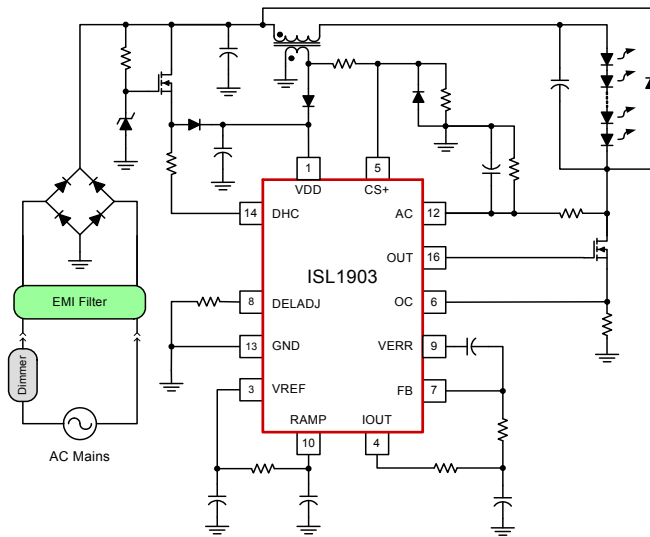 1
5
VDD
CS+
14
DHC
AC
12
OUT
16
ISL1903
EMI Filter
8
DELADJ
OC
6
13
GND
VERR
9
Dimmer
3
VREF
FB
7
RAMP
IOUT
10
4
AC Mains